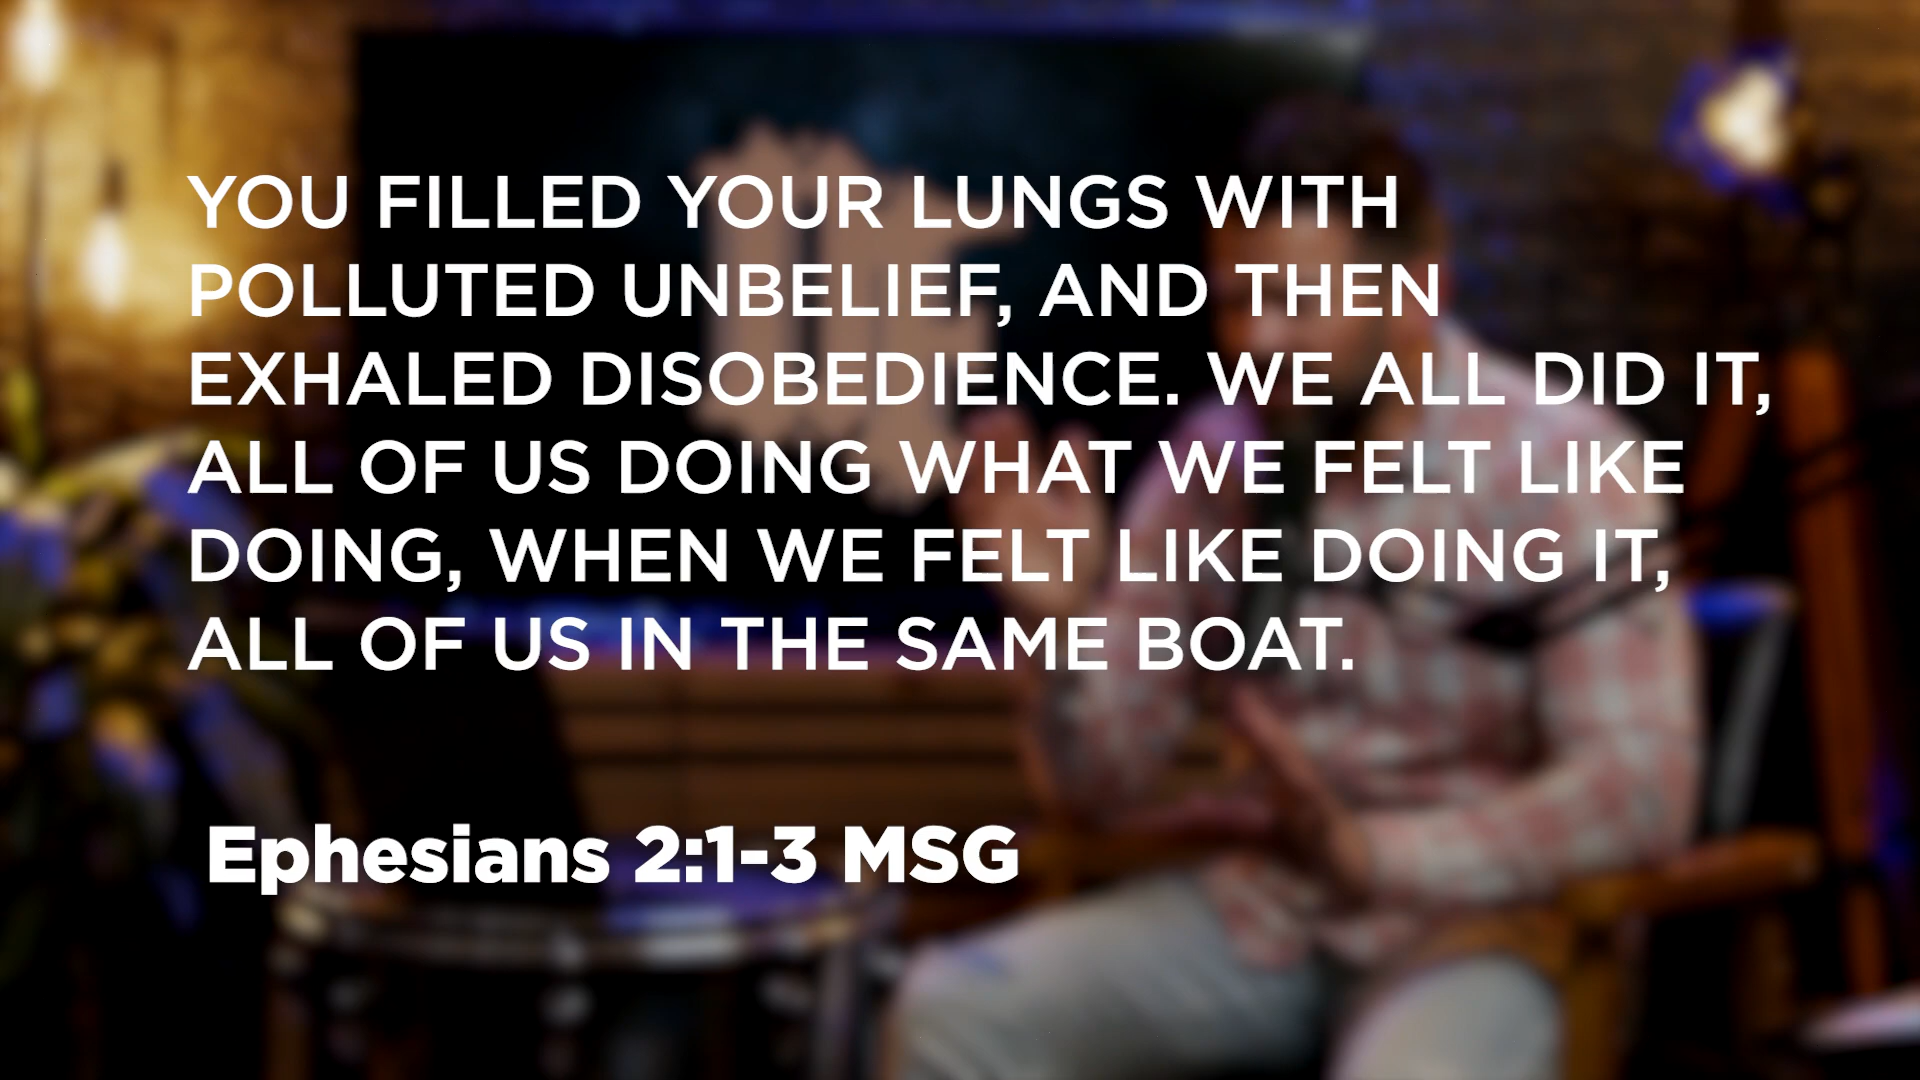 YOU FILLED YOUR LUNGS WITH
POLLUTED UNBELIEF, AND THEN
EXHALED DISOBEDIENCE. WE ALL DID IT,
ALL OF US DOING WHAT WE FELT LIKE
DOING, WHEN WE FELT LIKE DOING IT,
ALL OF US IN THE SAME BOAT.
Ephesians 2:1-3 MSG